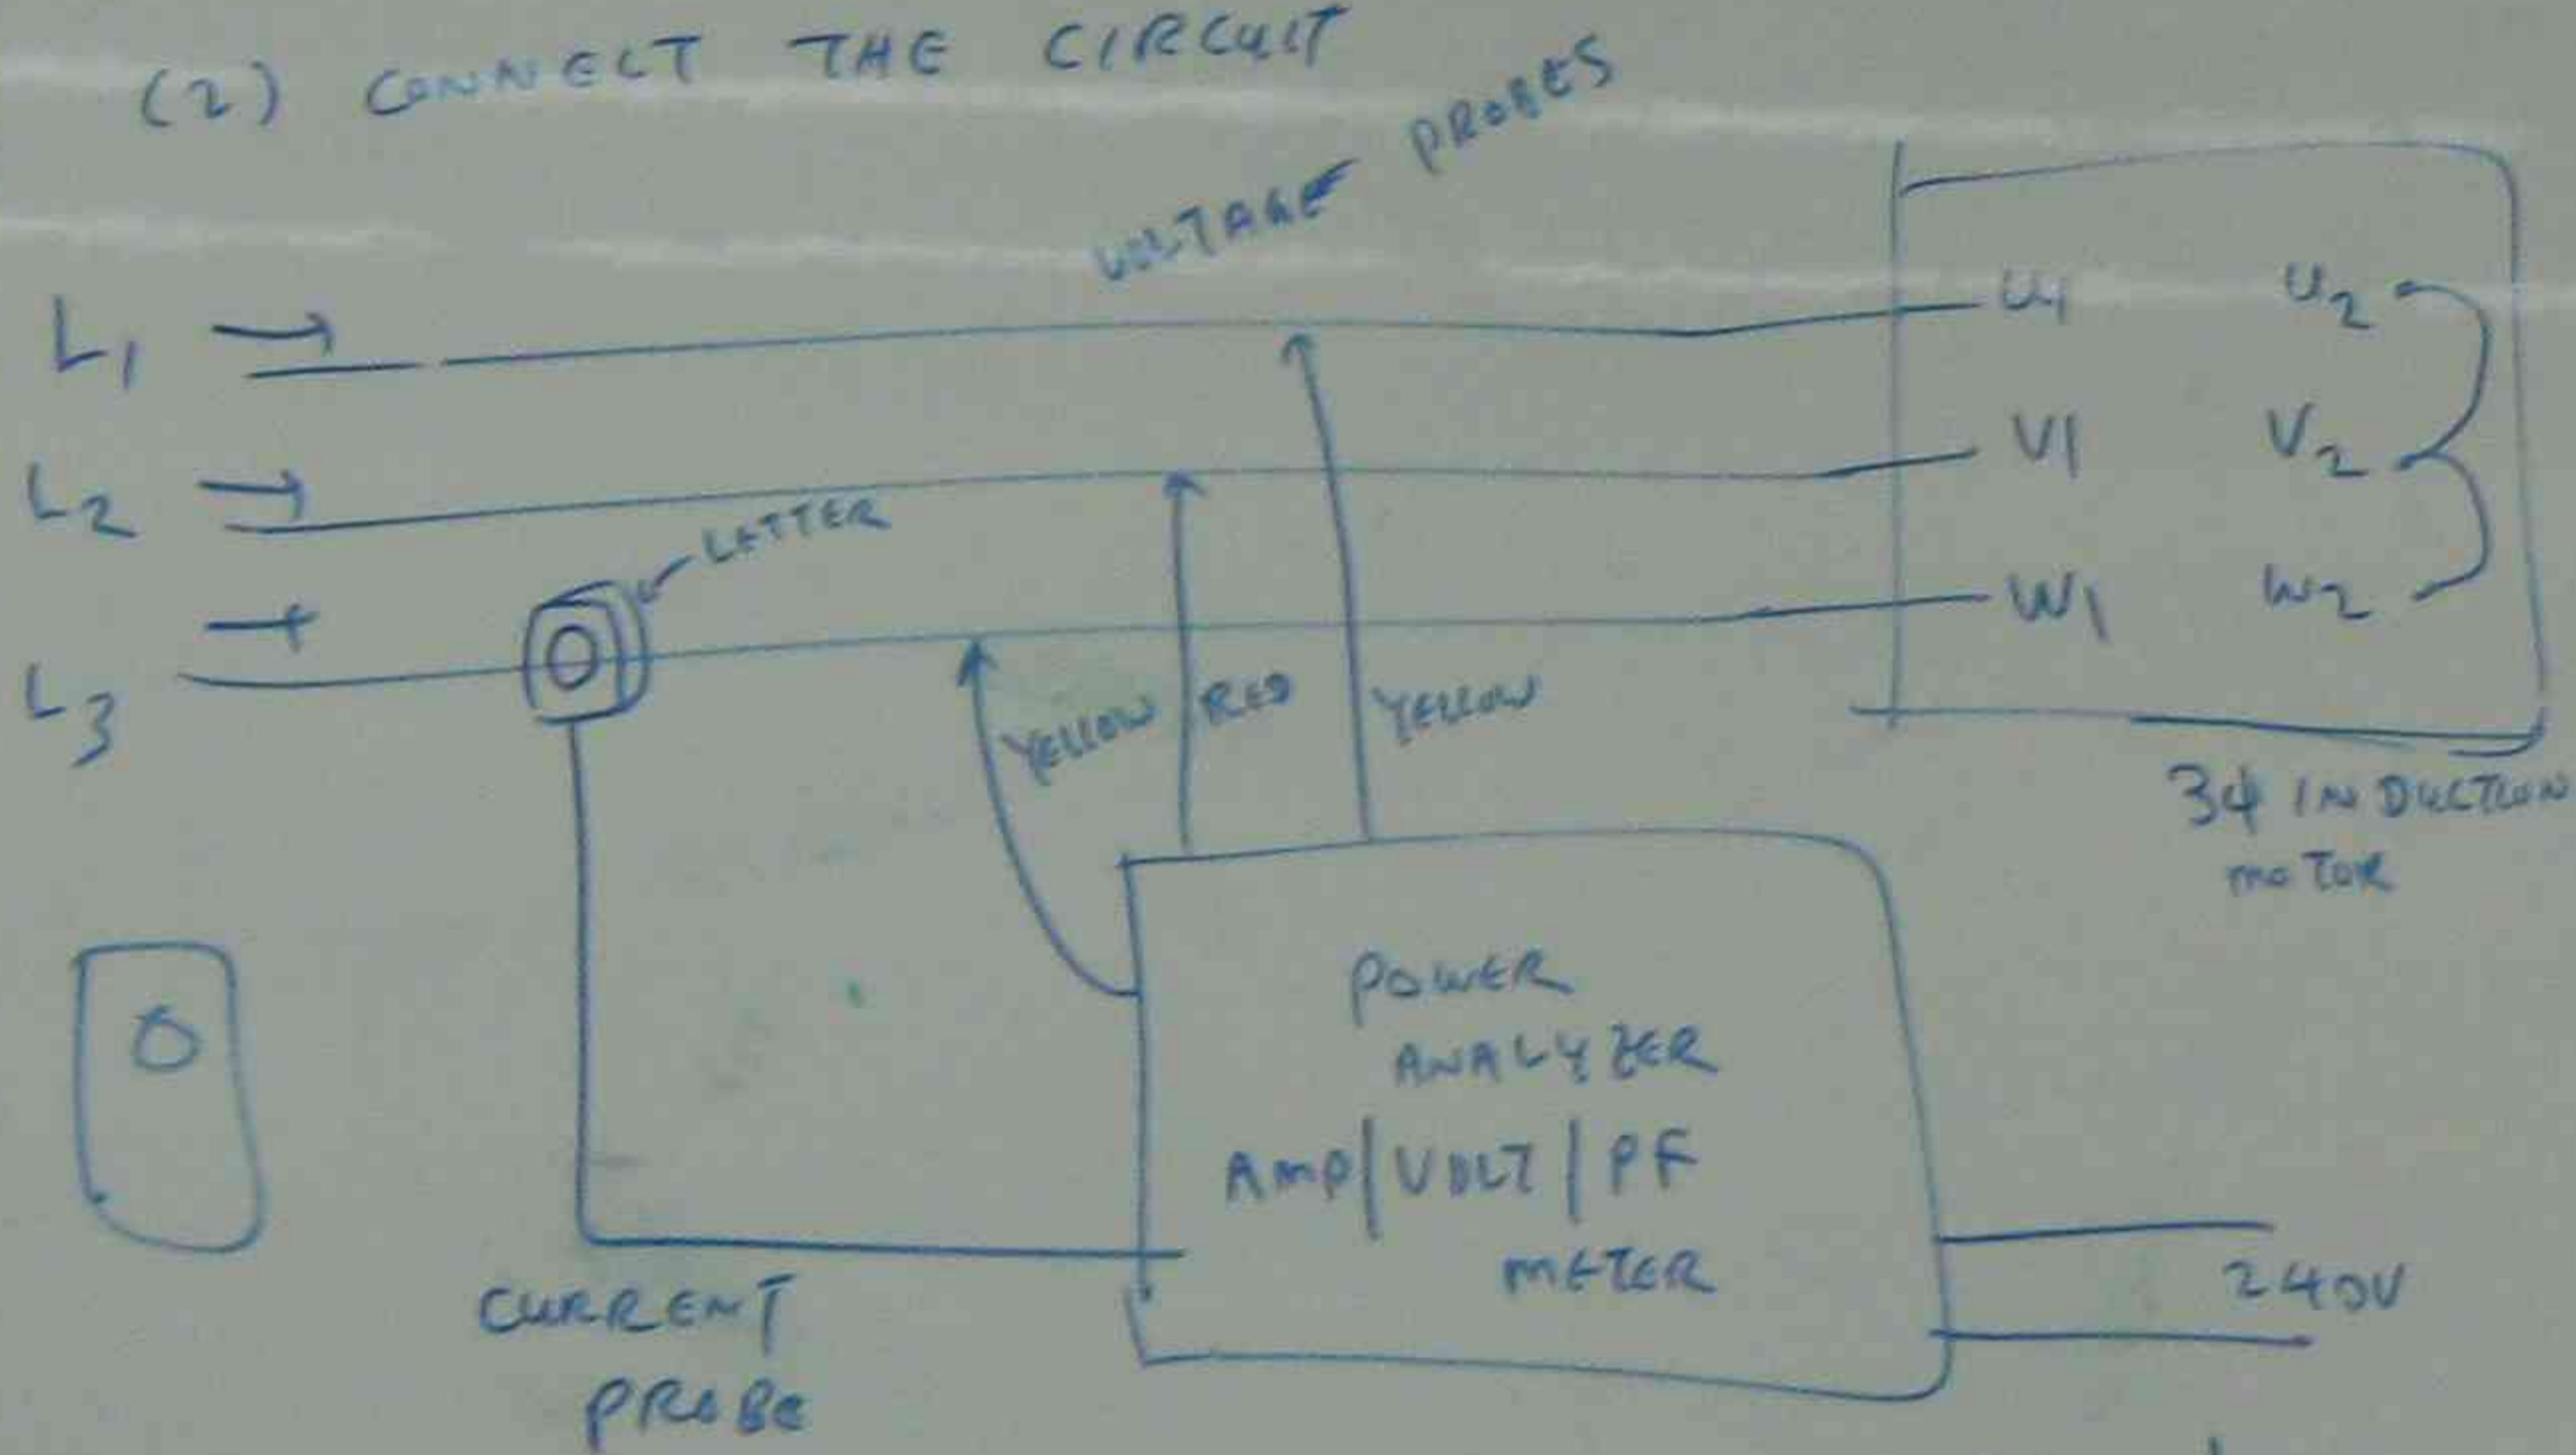 (2) CONNECT THE CIRCUIT
VOLTAGE PROBES
L1
U1 U2
L2
V1 V2
LETTER
L3
W1 W2
YELLOW RED YELLOW
3ϕ INDUCTION
MOTOR
POWER
ANALYZER
AMP/VOLT/PF
METER
240V
CURRENT
PROBE